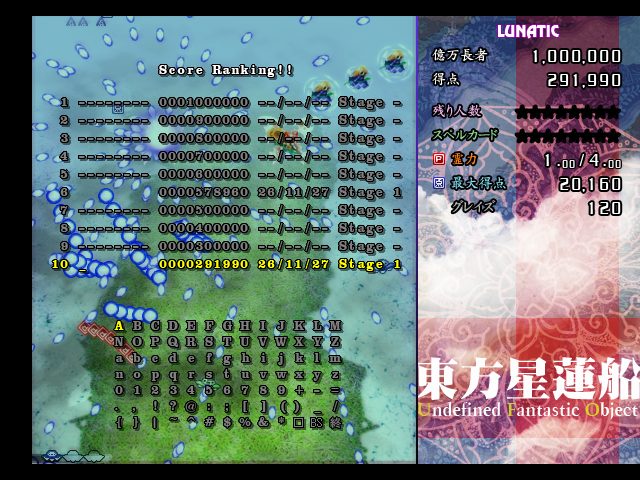 Score Ranking!!
1 -------- 0001000000 --/--/-- Stage -
2 -------- 0000900000 --/--/-- Stage -
3 -------- 0000800000 --/--/-- Stage -
4 -------- 0000700000 --/--/-- Stage -
5 -------- 0000600000 --/--/-- Stage -
6 -------- 0000578960 26/11/27 Stage 1
7 -------- 0000500000 --/--/-- Stage -
8 -------- 0000400000 --/--/-- Stage -
9 -------- 0000300000 --/--/-- Stage -
10 _ 0000291990 26/11/27 Stage 1
A B C D E F G H I J K L M
N O P Q R S T U V W X Y Z
a b c d e f g h i j k l m
n o p q r s t u v w x y z
0 1 2 3 4 5 6 7 8 9 + - =
. , ! ? @ : ; [ ] ( ) _ /
{ } | ~ ^ # $ % & * □ BS 終
LUNATIC
億万長者 1,000,000
得点 291,990
残り人数 ★★★★★★★★
スペルカード ★★★★★★★★
P 霊力 1.00/4.00
点 最大得点 20,160
グレイズ 120
東方星蓮船
Undefined Fantastic Object